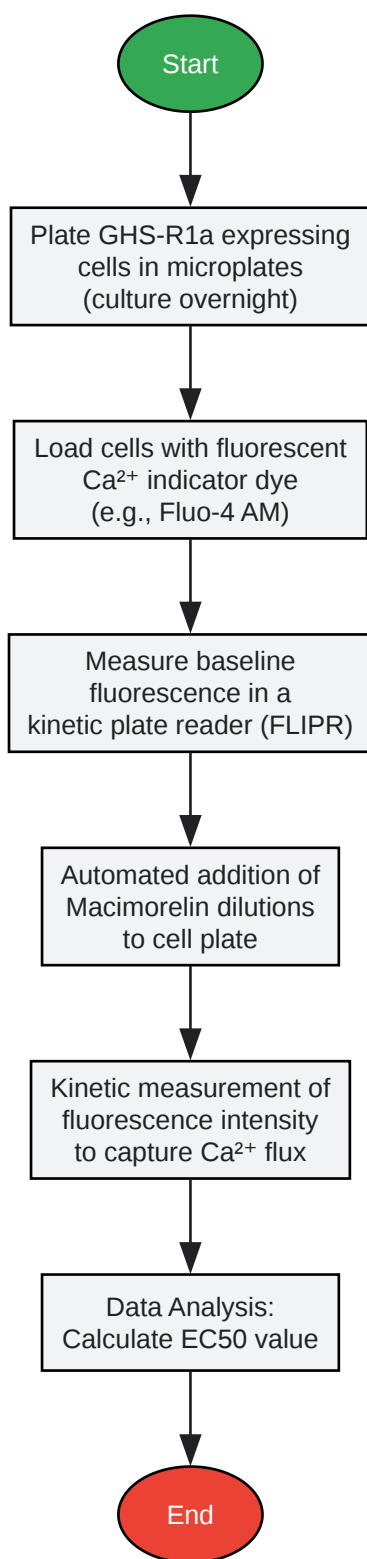 Start
Plate GHS-R1a expressing
cells in microplates
(culture overnight)
Load cells with fluorescent
Ca²⁺ indicator dye
(e.g., Fluo-4 AM)
Measure baseline
fluorescence in a
kinetic plate reader (FLIPR)
Automated addition of
Macimorelin dilutions
to cell plate
Kinetic measurement of
fluorescence intensity
to capture Ca²⁺ flux
Data Analysis:
Calculate EC50 value
End